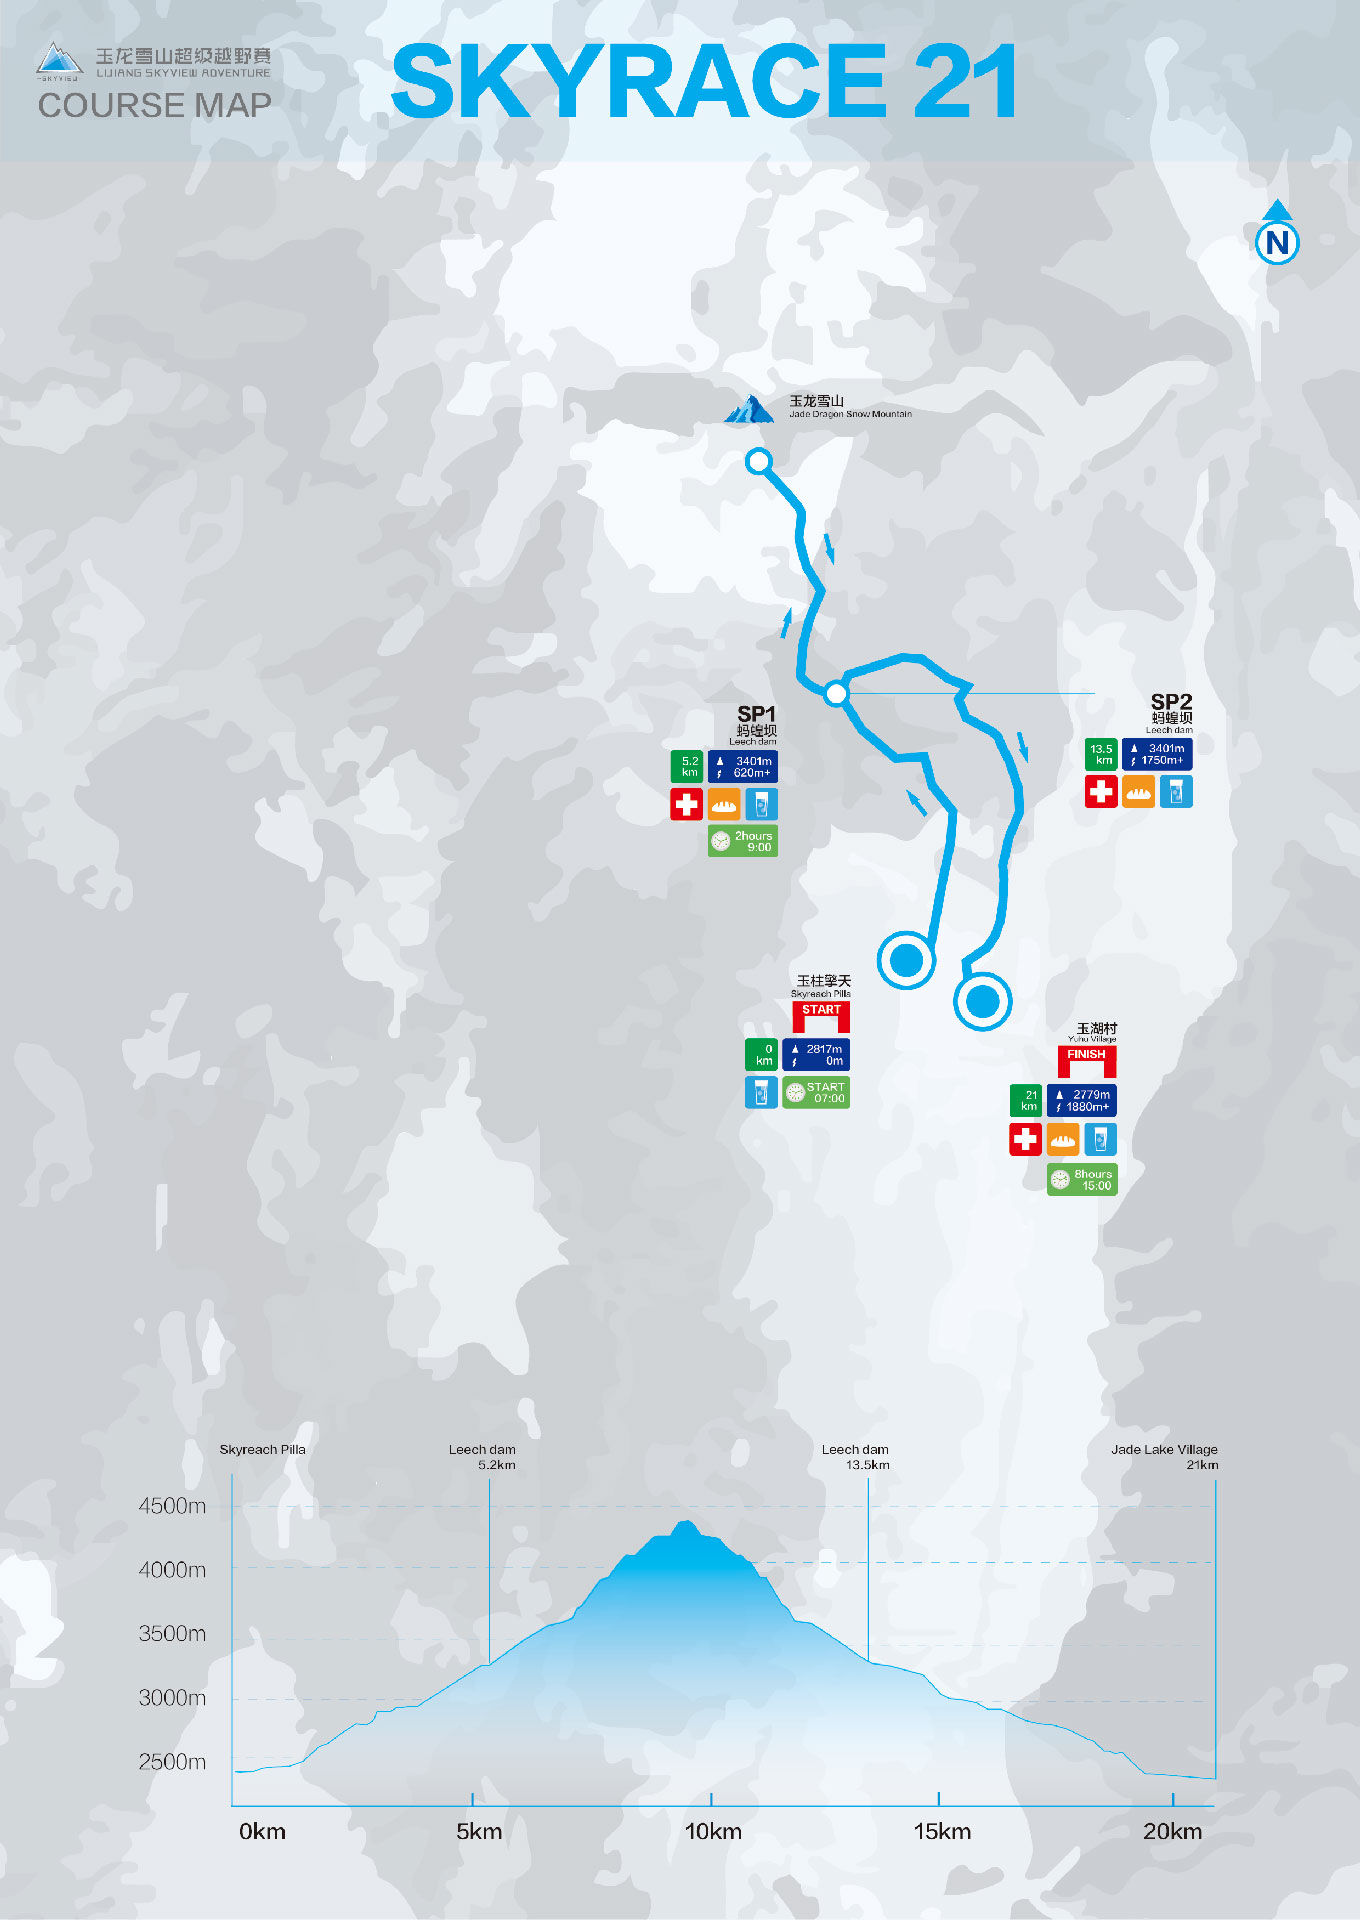 玉龙雪山超级越野赛
LIJIANG SKYVIEW ADVENTURE
-SKYVIEW-
COURSE MAP
SKYRACE 21
N
玉龙雪山
Jade Dragon Snow Mountain
SP1
蚂蝗坝
Leech dam
5.2 km
3401m
620m+
2hours
9:00
SP2
蚂蝗坝
Leech dam
13.5 km
3401m
1750m+
玉柱擎天
Skyreach Pilla
START
0 km
2817m
0m
START
07:00
玉湖村
Yuhu Village
FINISH
21 km
2779m
1880m+
8hours
15:00
Skyreach Pilla
Leech dam
5.2km
Leech dam
13.5km
Jade Lake Village
21km
4500m
4000m
3500m
3000m
2500m
0km
5km
10km
15km
20km